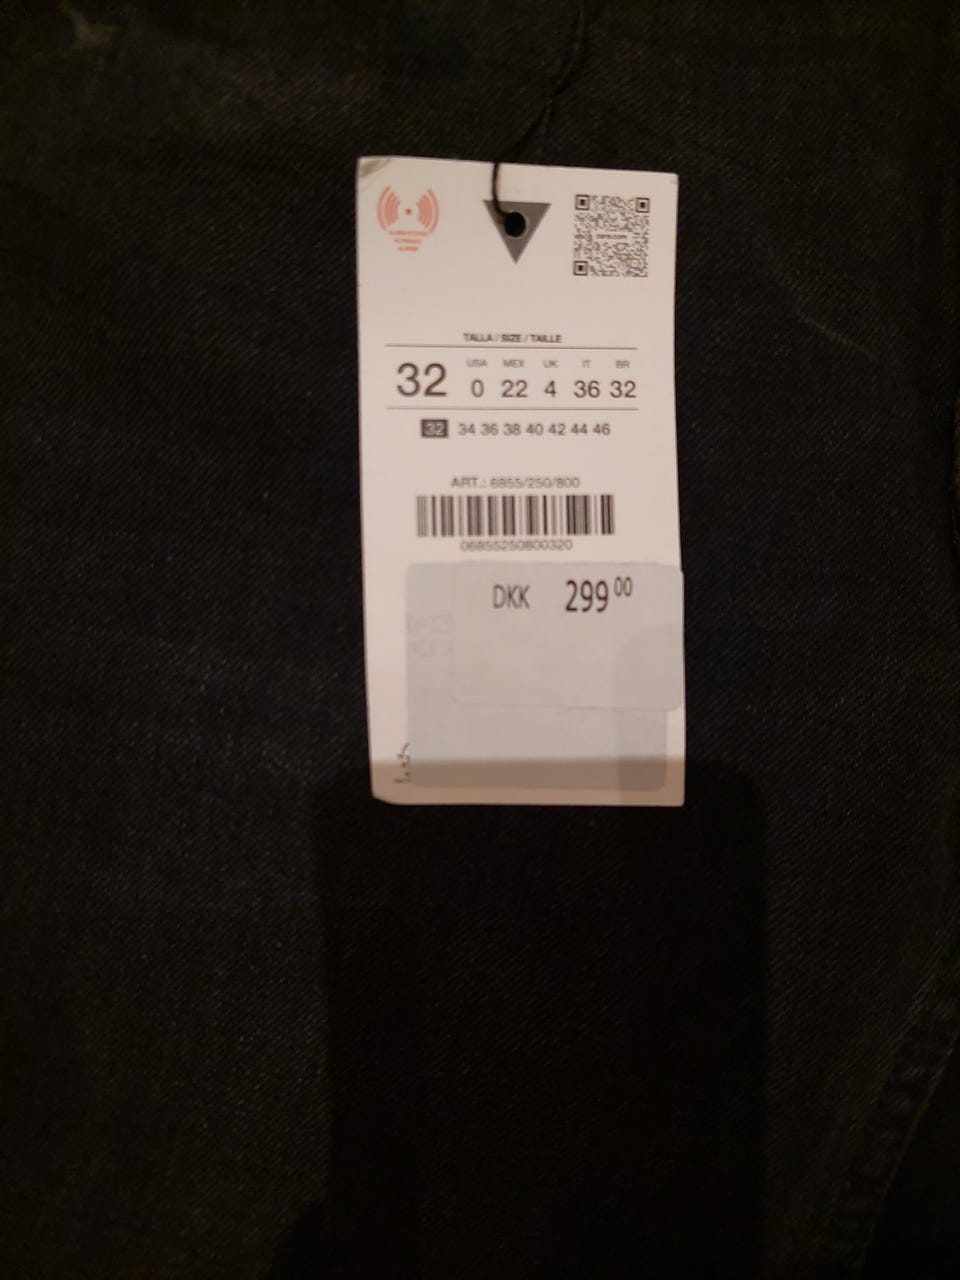 TALLA / SIZE / TAILLE
32 USA 0 MEX 22 UK 4 IT 36 BR 32
32 34 36 38 40 42 44 46
ART.: 6855/250/800
06855250800320
DKK 299 00